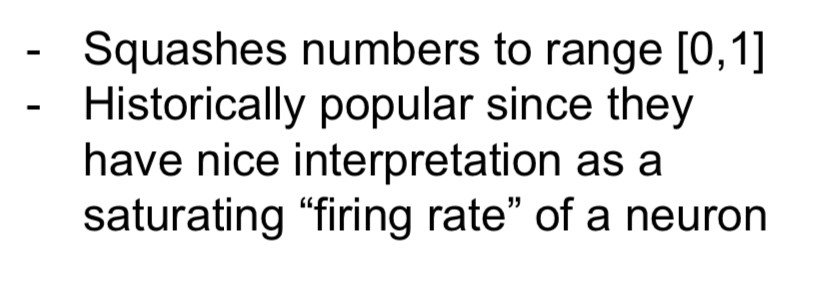 - Squashes numbers to range [0,1]
- Historically popular since they
have nice interpretation as a
saturating “firing rate” of a neuron